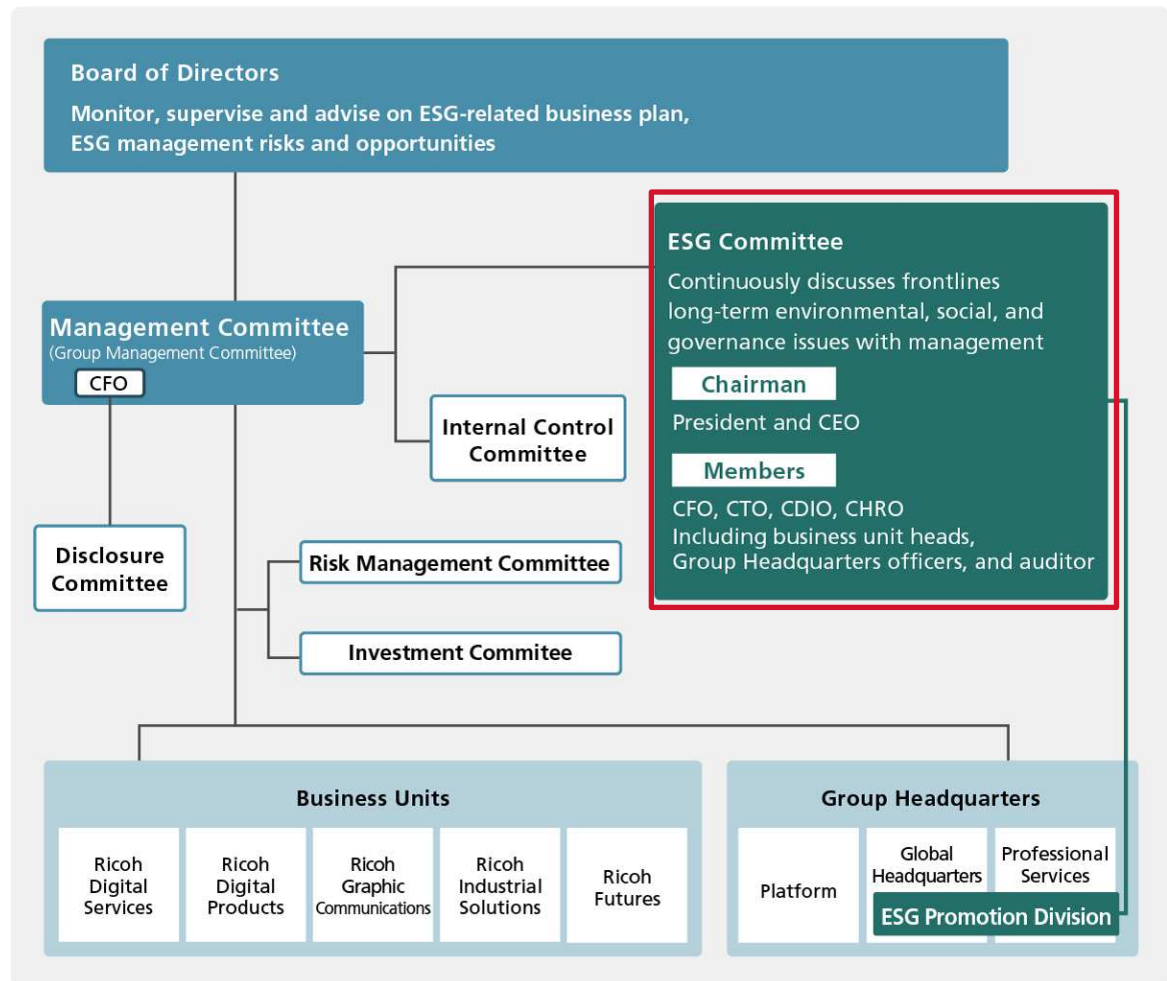 Board of Directors
Monitor, supervise and advise on ESG-related business plan,
ESG management risks and opportunities
ESG Committee
Continuously discusses frontlines
long-term environmental, social, and
governance issues with management
Chairman
President and CEO
Members
CFO, CTO, CDIO, CHRO
Including business unit heads,
Group Headquarters officers, and auditor
Management Committee
(Group Management Committee)
CFO
Internal Control
Committee
Disclosure
Committee
Risk Management Committee
Investment Commitee
Business Units
Ricoh
Digital
Services
Ricoh
Digital
Products
Ricoh
Graphic
Communications
Ricoh
Industrial
Solutions
Ricoh
Futures
Group Headquarters
Platform
Global
Headquarters
Professional
Services
ESG Promotion Division